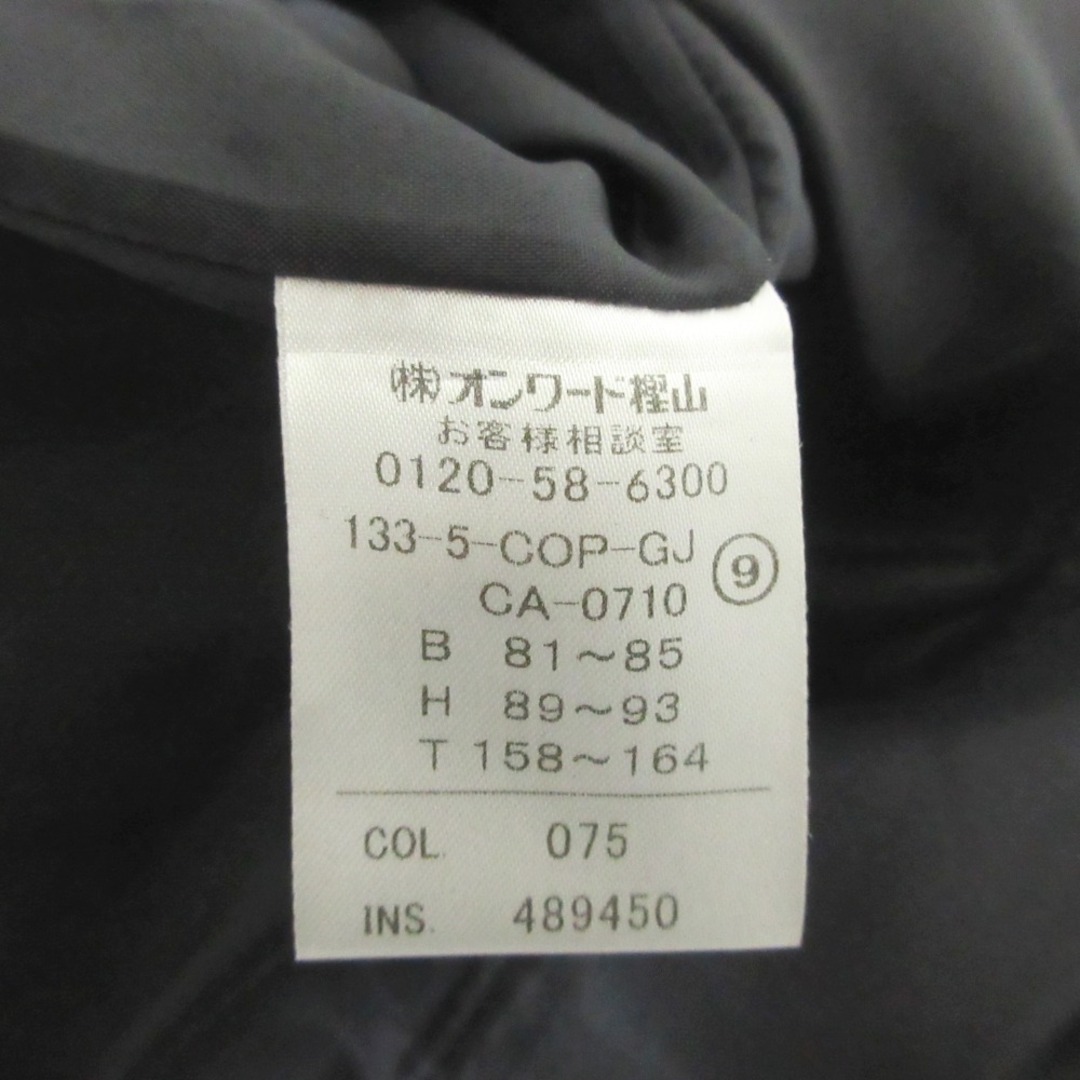 (株)オンワード樫山
お客様相談室
0120-58-6300
133-5-COP-GJ
CA-0710 ⑨
B 81~85
H 89~93
T 158~164
COL. 075
INS. 489450